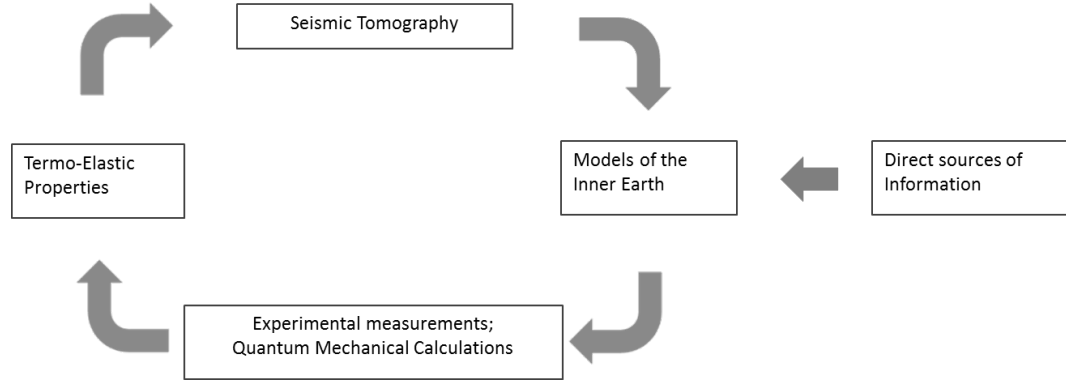 Seismic Tomography
Termo-Elastic
Properties
Models of the
Inner Earth
Direct sources of
Information
Experimental measurements;
Quantum Mechanical Calculations